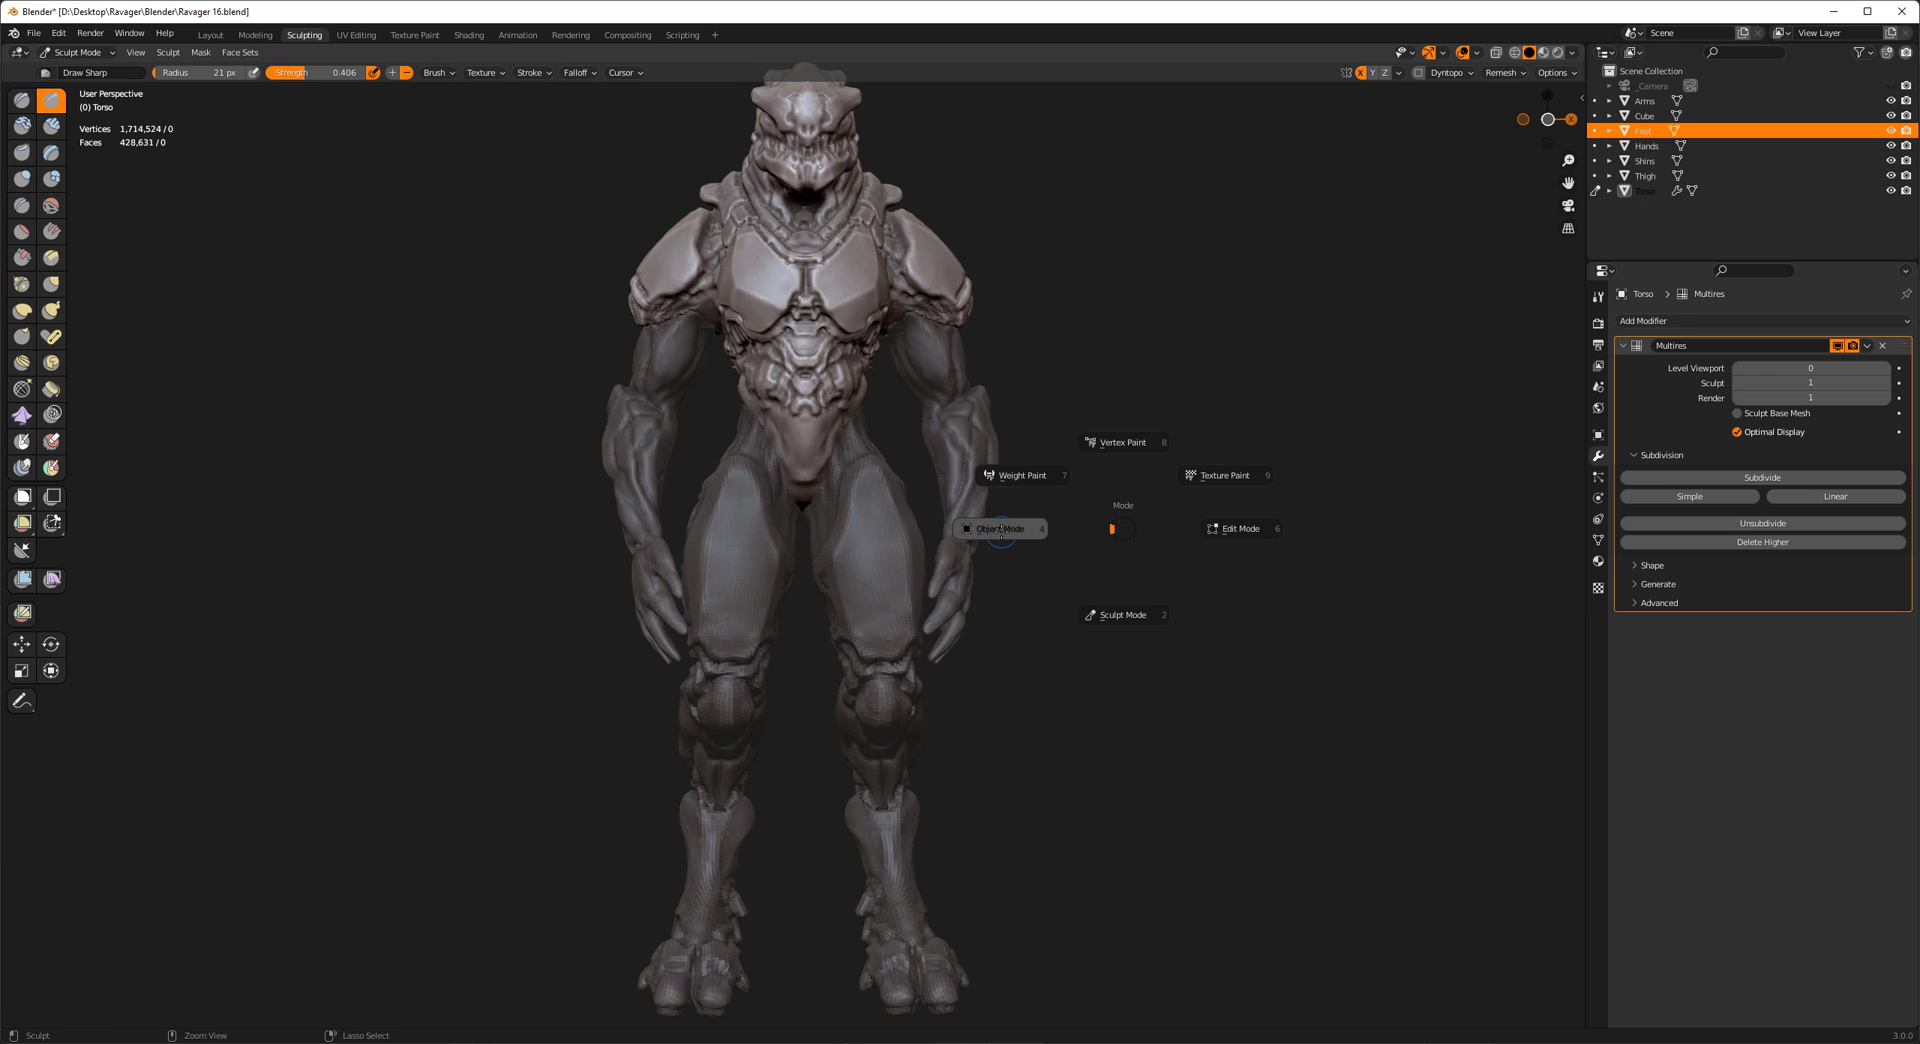 Blender* [D:\Desktop\Ravager\Blender\Ravager 16.blend]
File Edit Render Window Help Layout Modeling Sculpting UV Editing Texture Paint Shading Animation Rendering Compositing Scripting + Scene View Layer
Sculpt Mode View Sculpt Mask Face Sets
Draw Sharp Radius 21 px Strength 0.406 Brush Texture Stroke Falloff Cursor X Y Z Dyntopo Remesh Options
User Perspective
(0) Torso
Vertices 1,714,524 / 0
Faces 428,631 / 0
X
Vertex Paint 8
Weight Paint 7
Texture Paint 9
Mode
Object Mode 4
Edit Mode 6
Sculpt Mode 2
Scene Collection
_Camera
Arms
Cube
Feet
Hands
Shins
Thigh
Torso
Torso > Multires
Add Modifier
Multires
Level Viewport 0
Sculpt 1
Render 1
Sculpt Base Mesh
Optimal Display
Subdivision
Subdivide
Simple Linear
Unsubdivide
Delete Higher
Shape
Generate
Advanced
Sculpt Zoom View Lasso Select 3.0.0